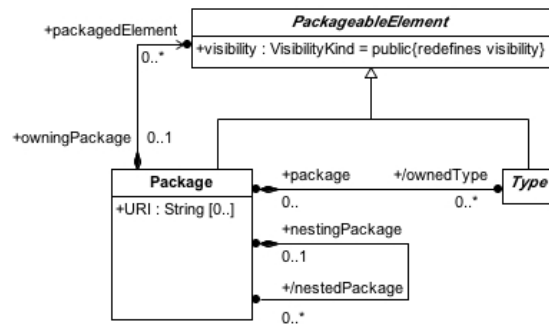 PackageableElement
+packagedElement
+visibility : VisibilityKind = public{redefines visibility}
0..*
+owningPackage 0..1
Package
+package
+/ownedType
Type
+URI : String [0..]
0..
0..*
+nestingPackage
0..1
+/nestedPackage
0..*